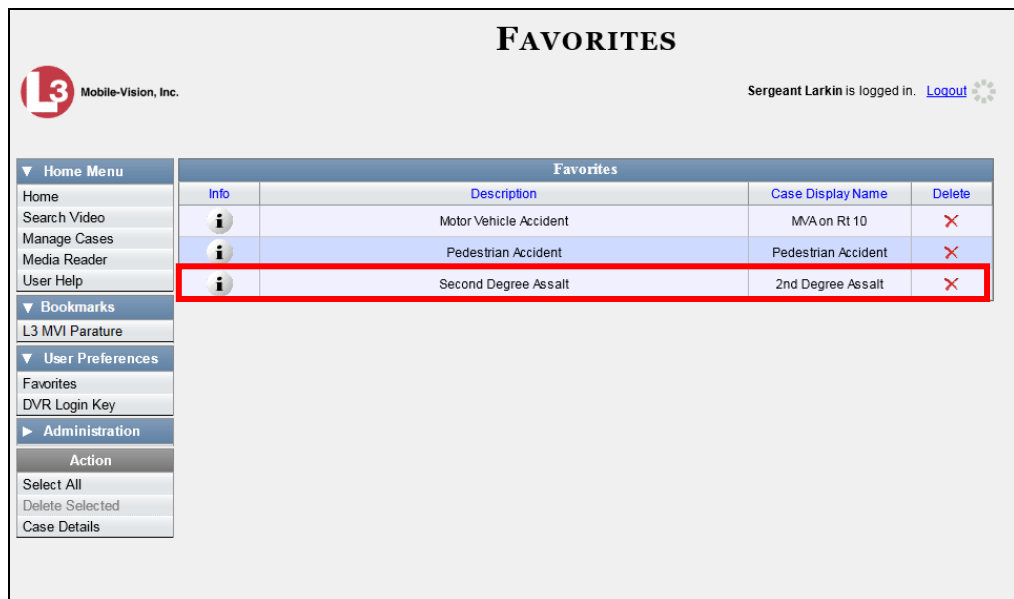 FAVORITES
L3 Mobile-Vision, Inc.
Sergeant Larkin is logged in. Logout
Home Menu
Home
Search Video
Manage Cases
Media Reader
User Help
Bookmarks
L3 MVI Parature
User Preferences
Favorites
DVR Login Key
Administration
Action
Select All
Delete Selected
Case Details
Favorites
Info Description Case Display Name Delete
i Motor Vehicle Accident MVA on Rt 10
i Pedestrian Accident Pedestrian Accident
i Second Degree Assalt 2nd Degree Assalt